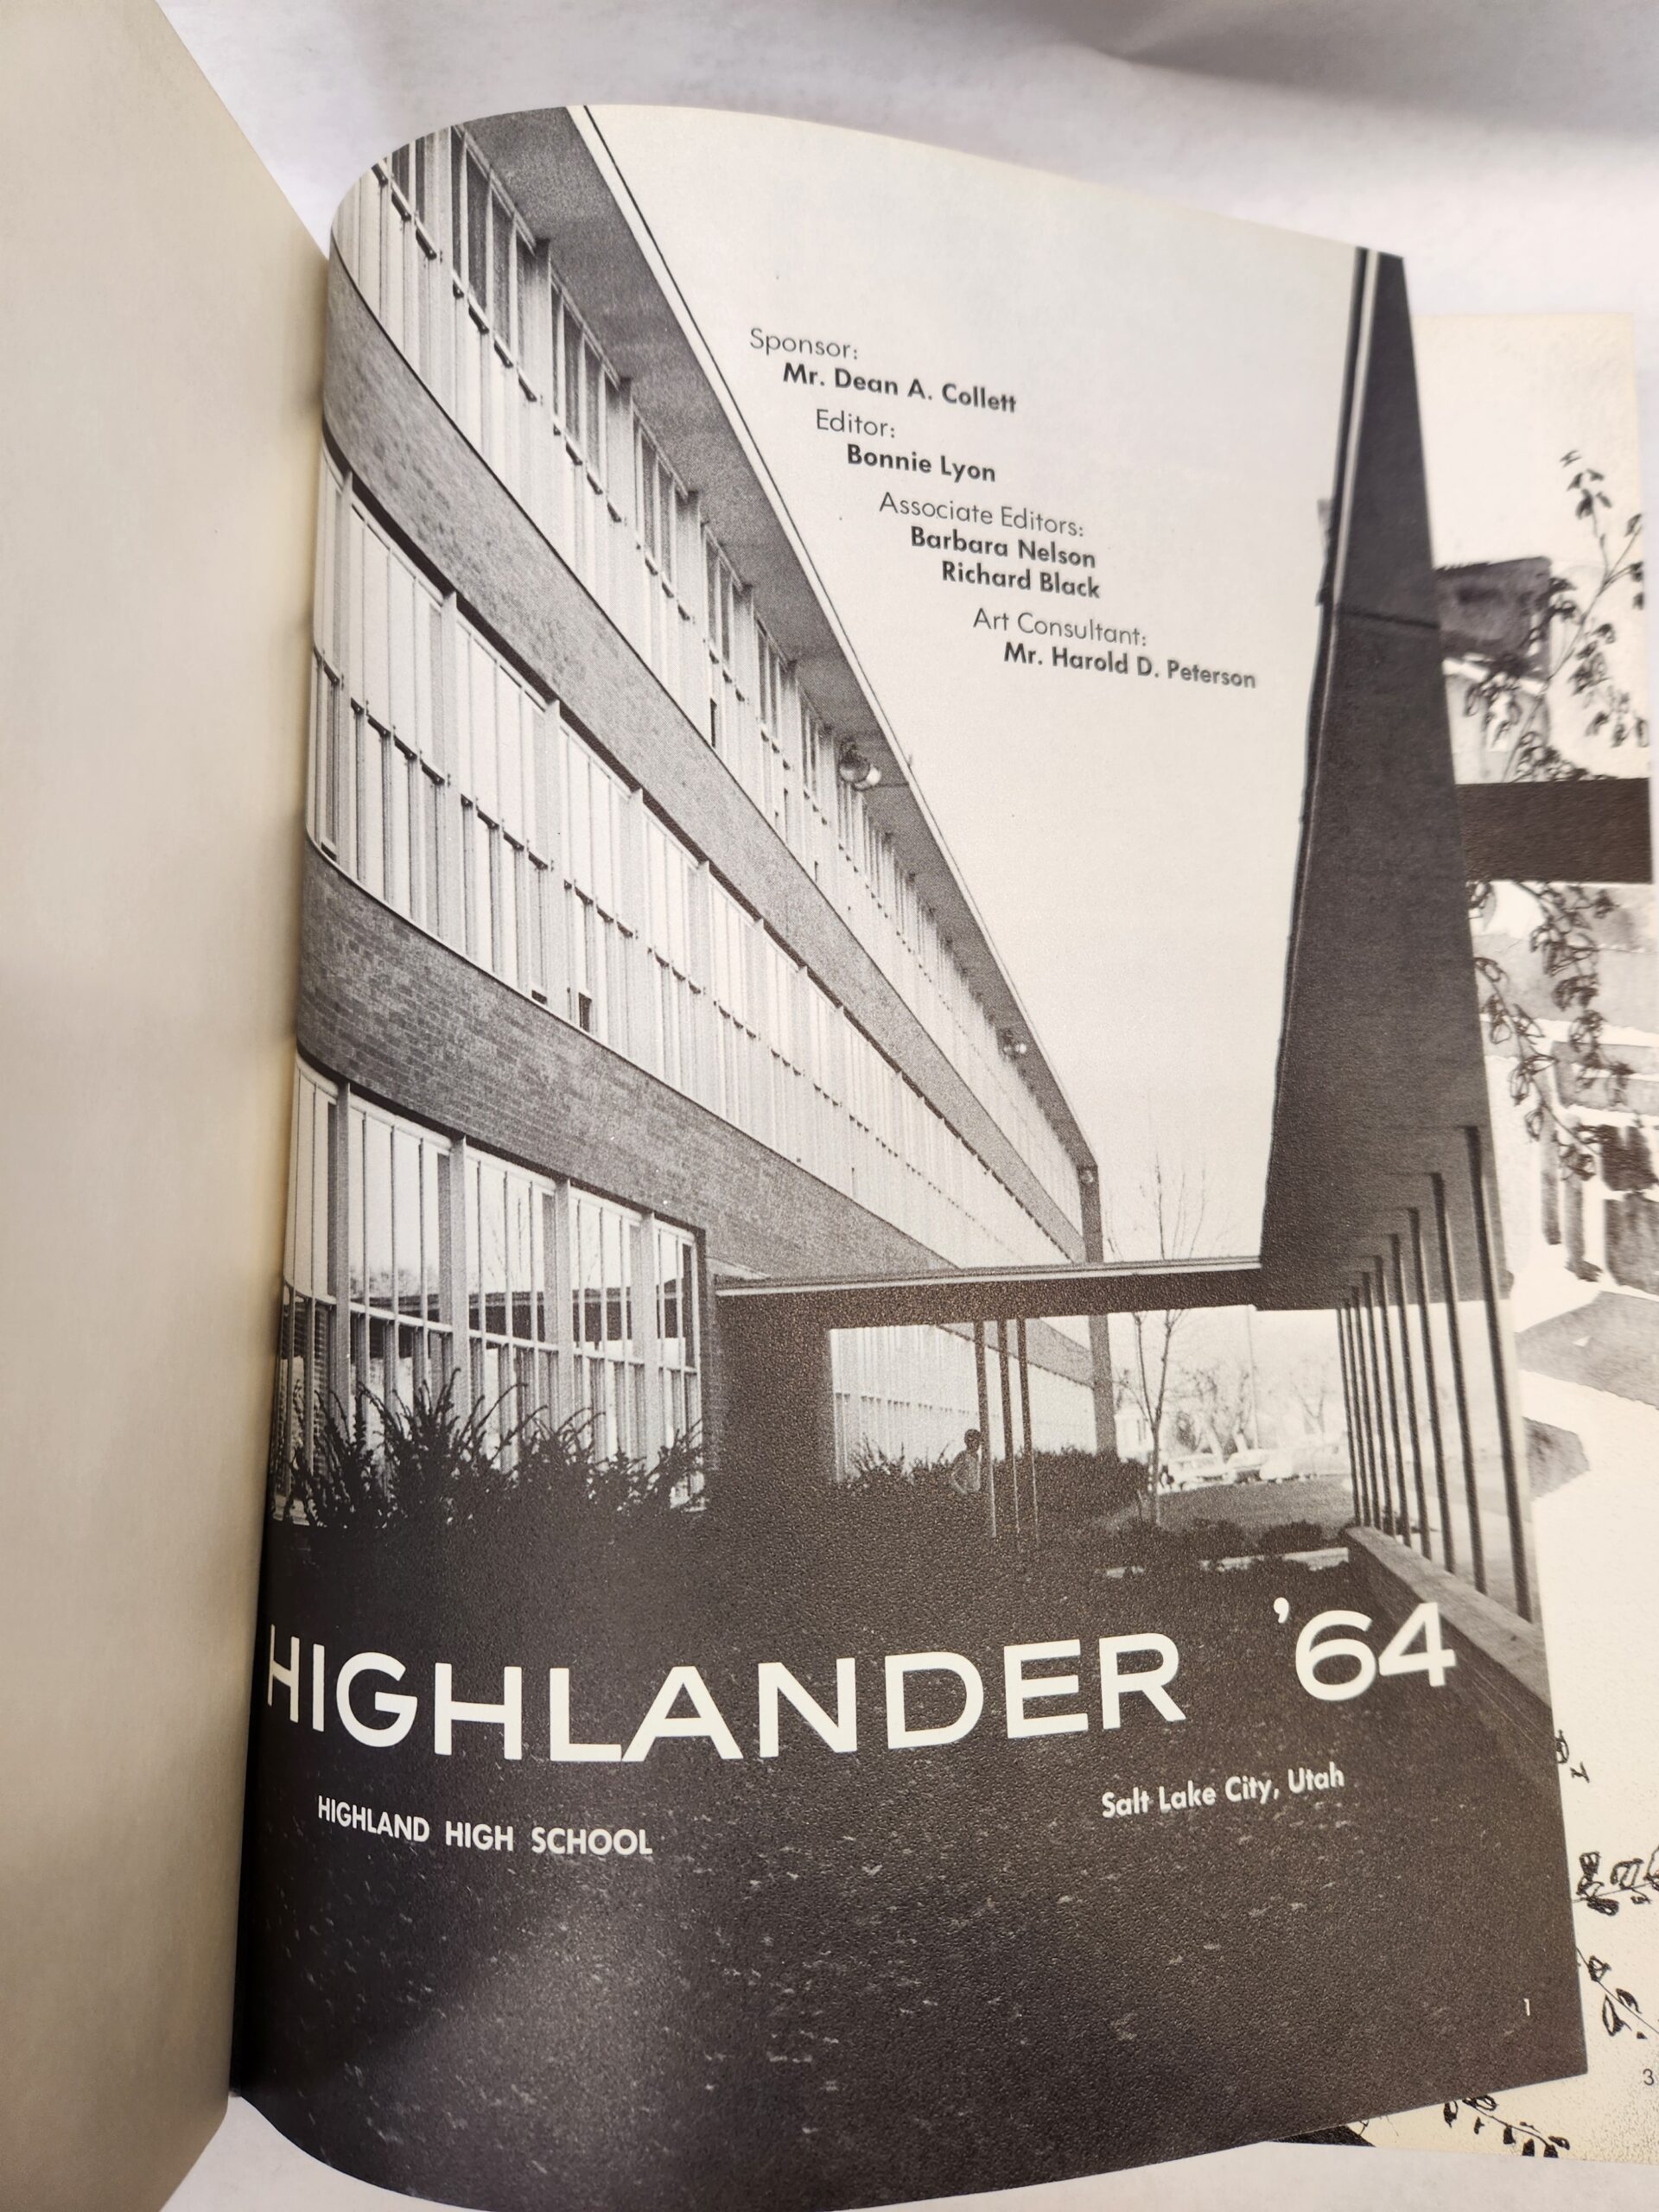 Sponsor:
Mr. Dean A. Collett
Editor:
Bonnie Lyon
Associate Editors:
Barbara Nelson
Richard Black
Art Consultant:
Mr. Harold D. Peterson
HIGHLANDER '64
HIGHLAND HIGH SCHOOL
Salt Lake City, Utah
1
3